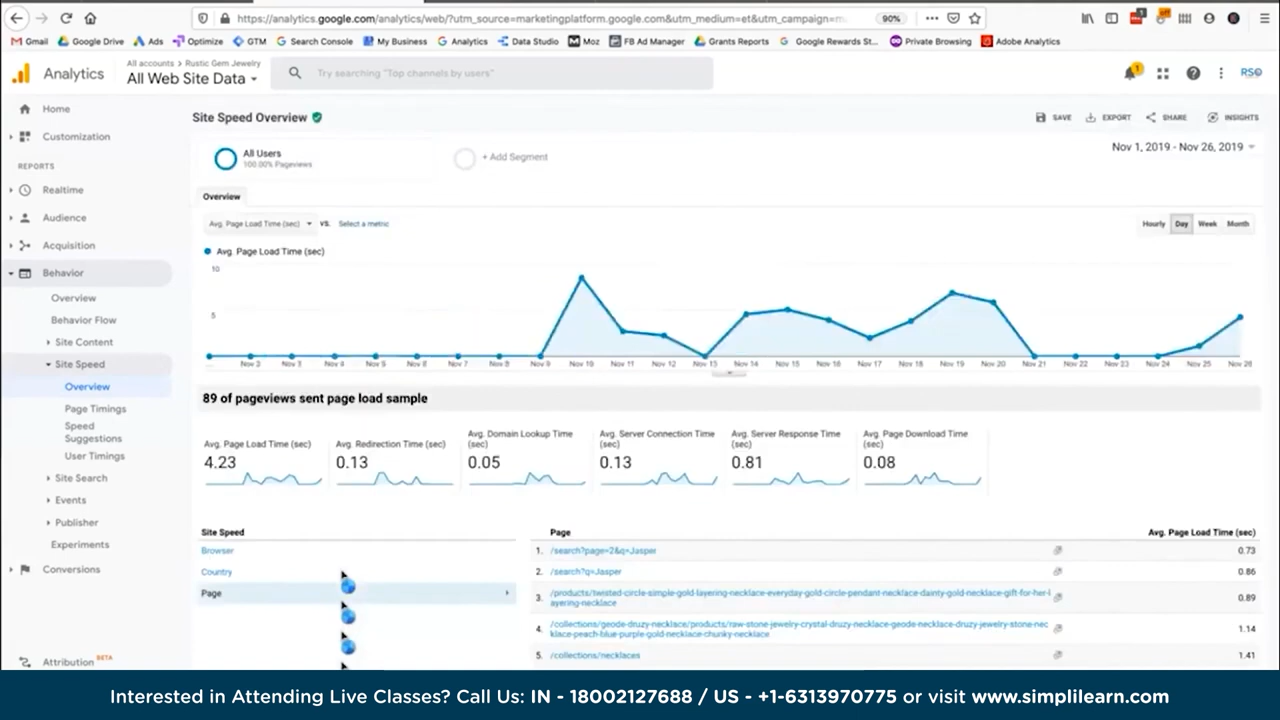 https://analytics.google.com/analytics/web/?utm_source=marketingplatform.google.com&utm_medium=et&utm_campaign=m
90%
Gmail Google Drive Ads Optimize GTM Search Console My Business Analytics Data Studio Moz FB Ad Manager Grants Reports Google Rewards St... Private Browsing Adobe Analytics
Analytics
All accounts > Rustic Gem Jewelry
All Web Site Data
Try searching "Top channels by users"
1
Home
Customization
REPORTS
Realtime
Audience
Acquisition
Behavior
Overview
Behavior Flow
Site Content
Site Speed
Overview
Page Timings
Speed
Suggestions
User Timings
Site Search
Events
Publisher
Experiments
Conversions
Attribution BETA
Site Speed Overview
SAVE EXPORT SHARE INSIGHTS
All Users
100.00% Pageviews
+ Add Segment
Nov 1, 2019 - Nov 26, 2019
Overview
Avg. Page Load Time (sec) VS. Select a metric
Hourly Day Week Month
Avg. Page Load Time (sec)
10
5
... Nov 2 Nov 3 Nov 4 Nov 5 Nov 6 Nov 7 Nov 8 Nov 9 Nov 10 Nov 11 Nov 12 Nov 13 Nov 14 Nov 15 Nov 16 Nov 17 Nov 18 Nov 19 Nov 20 Nov 21 Nov 22 Nov 23 Nov 24 Nov 25 Nov 26
89 of pageviews sent page load sample
Avg. Page Load Time (sec)
4.23
Avg. Redirection Time (sec)
0.13
Avg. Domain Lookup Time
(sec)
0.05
Avg. Server Connection Time
(sec)
0.13
Avg. Server Response Time
(sec)
0.81
Avg. Page Download Time
(sec)
0.08
Site Speed
Browser
Country
Page
Page Avg. Page Load Time (sec)
1. /search?page=2&q=Jasper 0.73
2. /search?q=Jasper 0.86
3. /products/twisted-circle-simple-gold-layering-necklace-everyday-gold-circle-pendant-necklace-dainty-gold-necklace-gift-for-her-l
ayering-necklace 0.89
4. /collections/geode-druzy-necklace/products/raw-stone-jewelry-crystal-druzy-necklace-geode-necklace-druzy-jewelry-stone-nec
klace-peach-blue-purple-gold-necklace-chunky-necklace 1.14
5. /collections/necklaces 1.41
Interested in Attending Live Classes? Call Us: IN - 18002127688 / US - +1-6313970775 or visit www.simplilearn.com